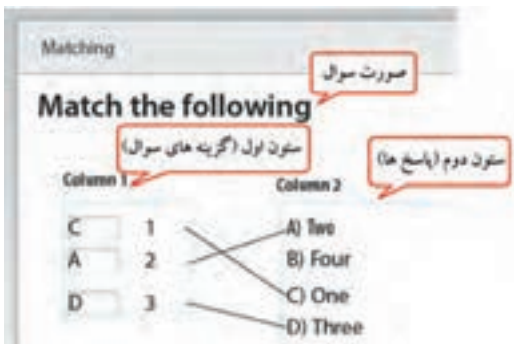 Matching
صورت سوال
Match the following
ستون اول (گزینه های سوال)
ستون دوم (پاسخ ها)
Column 1
Column 2
C 1
A) Two
A 2
B) Four
C) One
D 3
D) Three